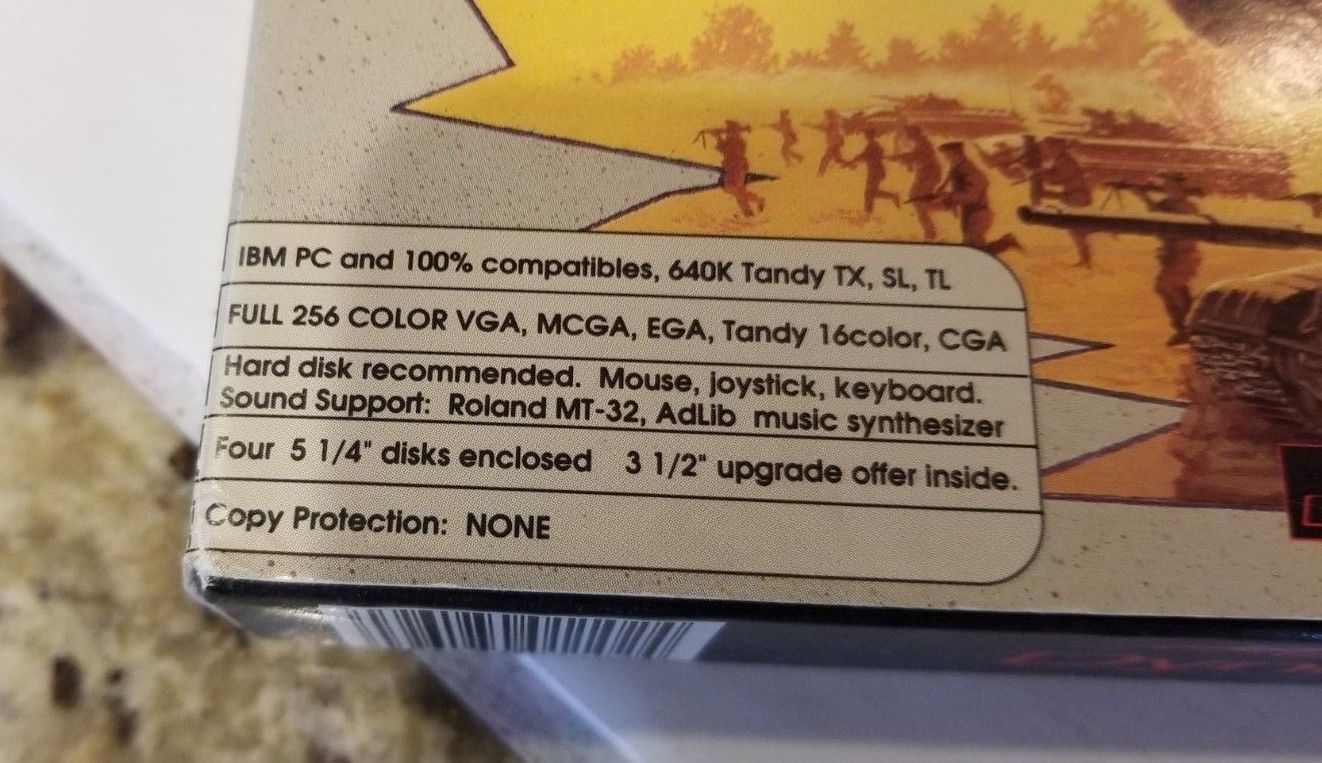 IBM PC and 100% compatibles, 640K Tandy TX, SL, TL
FULL 256 COLOR VGA, MCGA, EGA, Tandy 16color, CGA
Hard disk recommended. Mouse, joystick, keyboard.
Sound Support: Roland MT-32, AdLib music synthesizer
Four 5 1/4" disks enclosed 3 1/2" upgrade offer inside.
Copy Protection: NONE